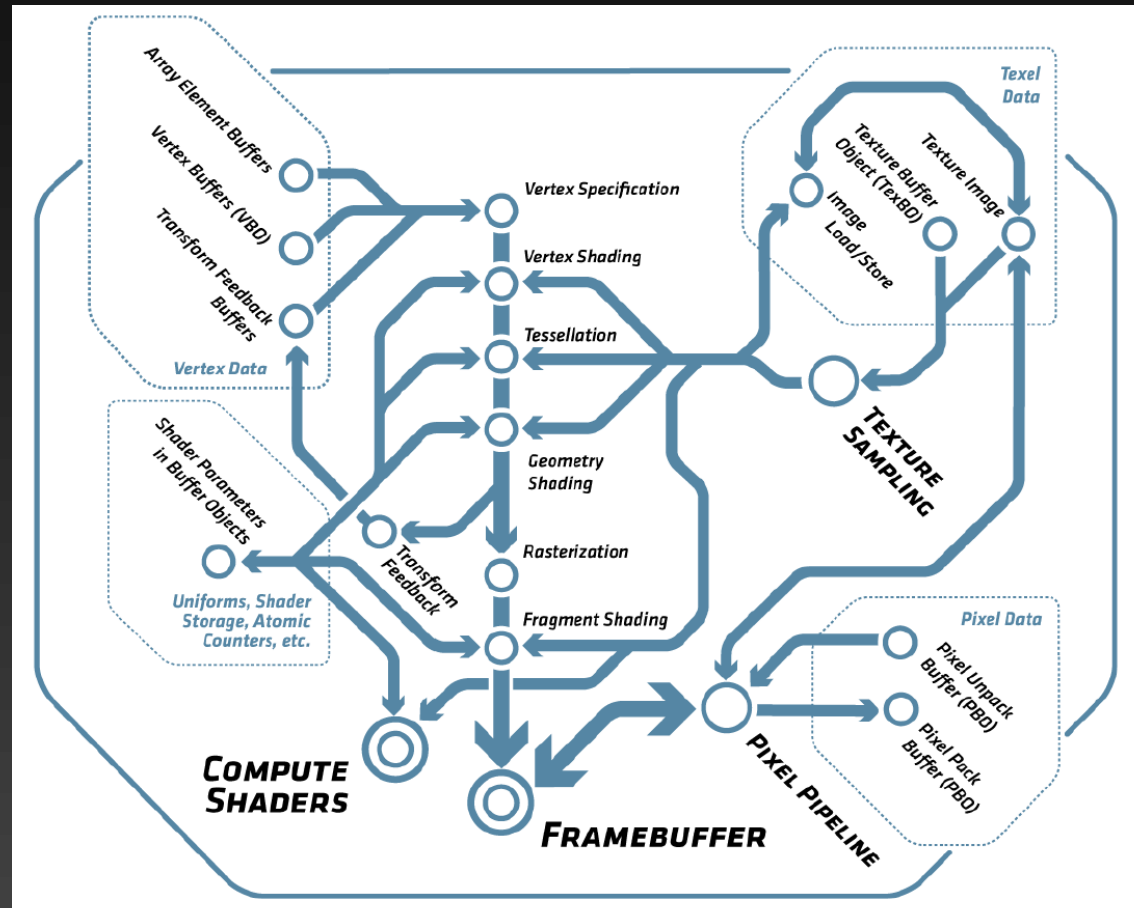 Array Element Buffers
Vertex Buffers (VBO)
Transform Feedback
Buffers
Vertex Data
Vertex Specification
Vertex Shading
Tessellation
Geometry
Shading
Rasterization
Fragment Shading
Transform
Feedback
Texel
Data
Image
Load/Store
Texture Buffer
Object (TexBO)
Texture Image
Texture
Sampling
Shader Parameters
in Buffer Objects
Uniforms, Shader
Storage, Atomic
Counters, etc.
Pixel Data
Pixel Unpack
Buffer (PBO)
Pixel Pack
Buffer (PBO)
Pixel Pipeline
Compute
Shaders
Framebuffer